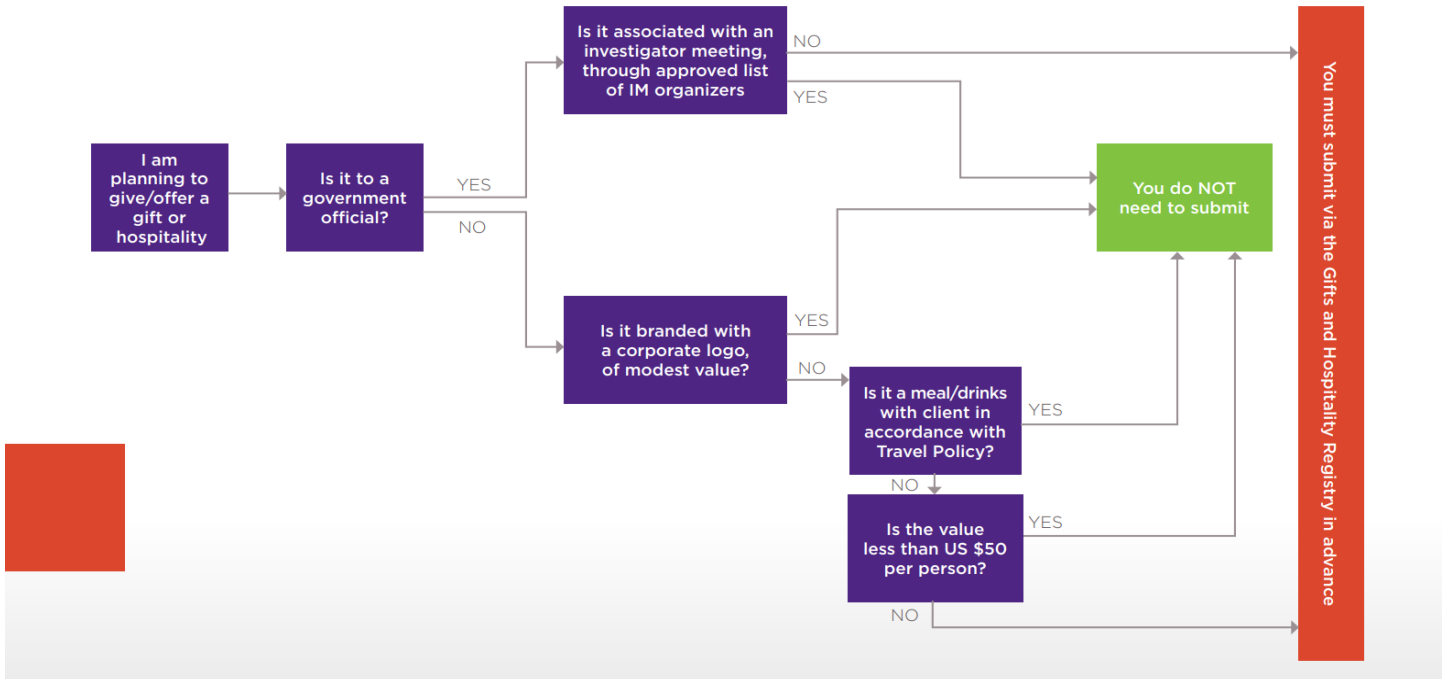 Is it associated with an
investigator meeting,
through approved list
of IM organizers
NO
YES
I am
planning to
give/offer a
gift or
hospitality
Is it to a
government
official?
YES
NO
You do NOT
need to submit
Is it branded with
a corporate logo,
of modest value?
YES
NO
Is it a meal/drinks
with client in
accordance with
Travel Policy?
YES
NO
Is the value
less than US $50
per person?
YES
NO
You must submit via the Gifts and Hospitality Registry in advance